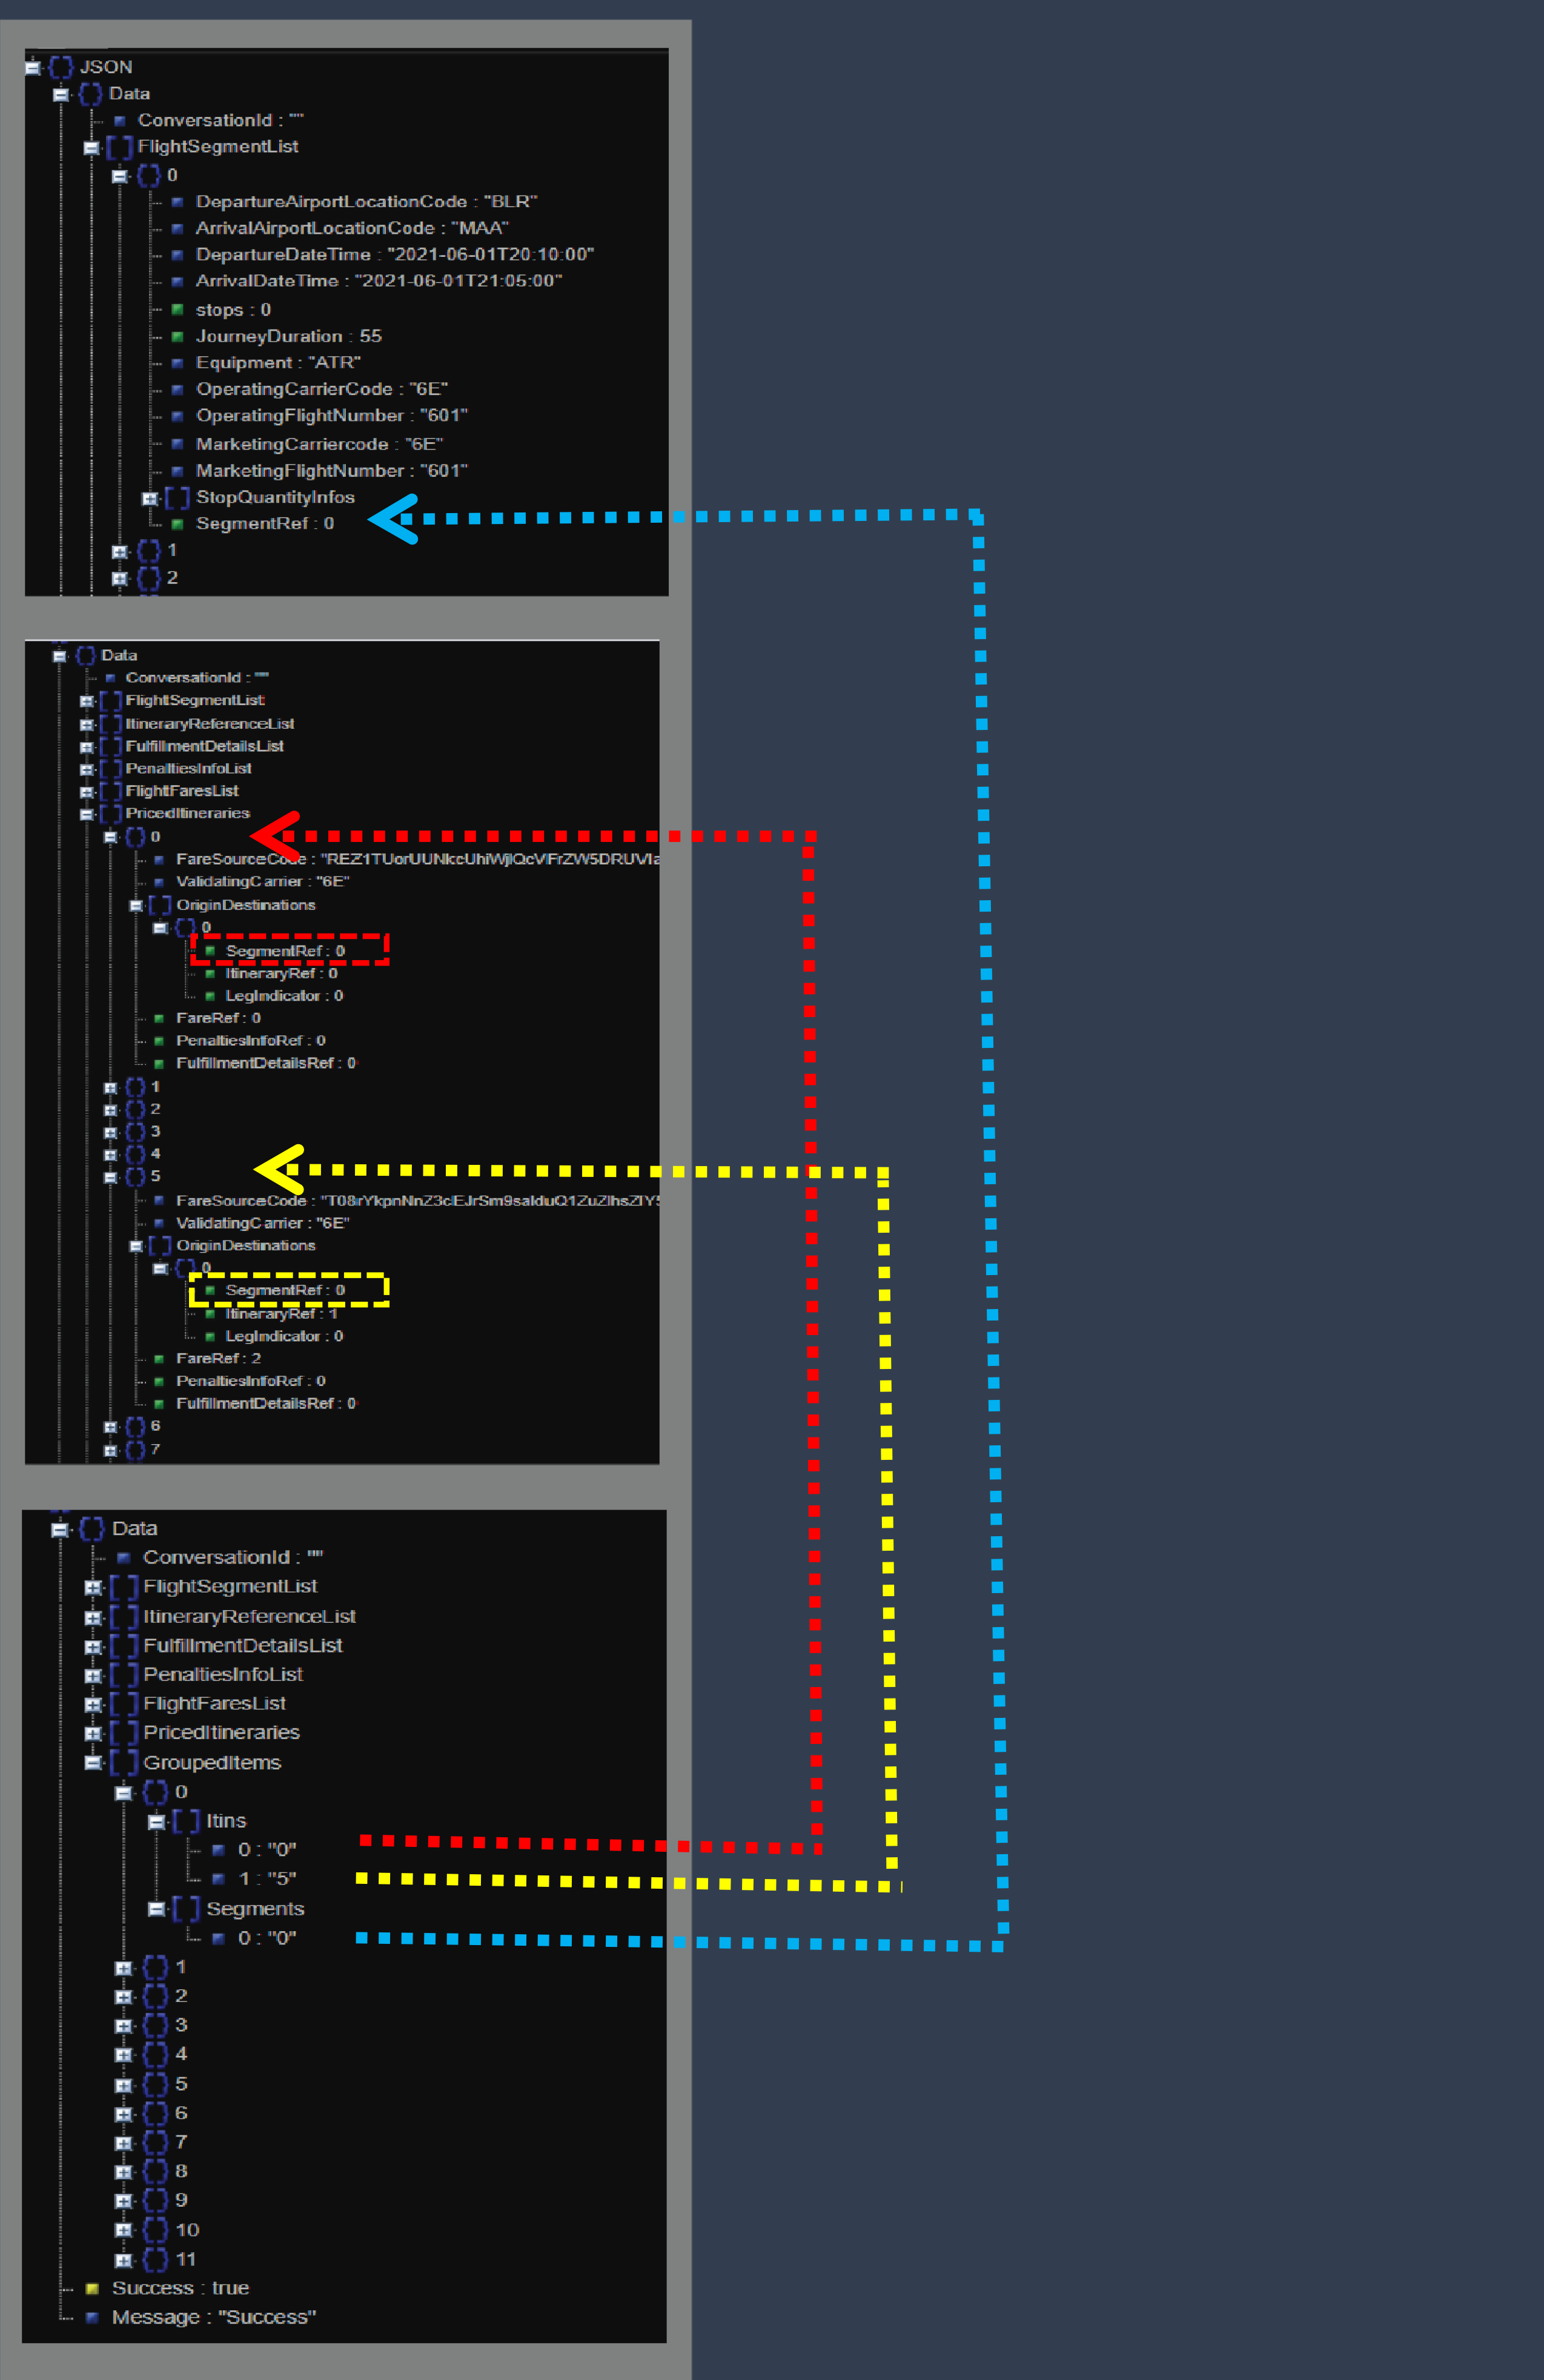 JSON
Data
ConversationId : ""
FlightSegmentList
0
DepartureAirportLocationCode : "BLR"
ArrivalAirportLocationCode : "MAA"
DepartureDateTime : "2021-06-01T20:10:00"
ArrivalDateTime : "2021-06-01T21:05:00"
stops : 0
JourneyDuration : 55
Equipment : "ATR"
OperatingCarrierCode : "6E"
OperatingFlightNumber : "601"
MarketingCarriercode : "6E"
MarketingFlightNumber : "601"
StopQuantityInfos
SegmentRef : 0
1
2
Data
ConversationId : ""
FlightSegmentList
ItineraryReferenceList
FulfillmentDetailsList
PenaltiesInfoList
FlightFaresList
PricedItineraries
0
FareSourceCode :
ValidatingCarrier : "6E"
OriginDestinations
0
SegmentRef : 0
ItineraryRef : 0
LegIndicator : 0
FareRef : 0
PenaltiesInfoRef : 0
FulfillmentDetailsRef : 0
1
2
3
4
5
FareSourceCode :
ValidatingCarrier : "6E"
OriginDestinations
0
SegmentRef : 0
ItineraryRef : 1
LegIndicator : 0
FareRef : 2
PenaltiesInfoRef : 0
FulfillmentDetailsRef : 0
6
7
Data
ConversationId : ""
FlightSegmentList
ItineraryReferenceList
FulfillmentDetailsList
PenaltiesInfoList
FlightFaresList
PricedItineraries
GroupedItems
0
Itins
0 : "0"
1 : "5"
Segments
0 : "0"
1
2
3
4
5
6
7
8
9
10
11
Success : true
Message : "Success"